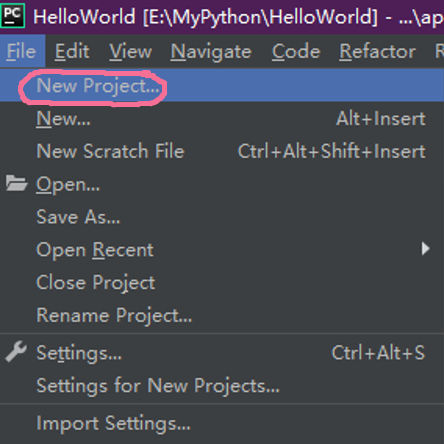 PC HelloWorld [E:\MyPython\HelloWorld] - ...\ap
File Edit View Navigate Code Refactor
New Project...
New... Alt+Insert
New Scratch File Ctrl+Alt+Shift+Insert
Open...
Save As...
Open Recent
Close Project
Rename Project...
Settings... Ctrl+Alt+S
Settings for New Projects...
Import Settings...